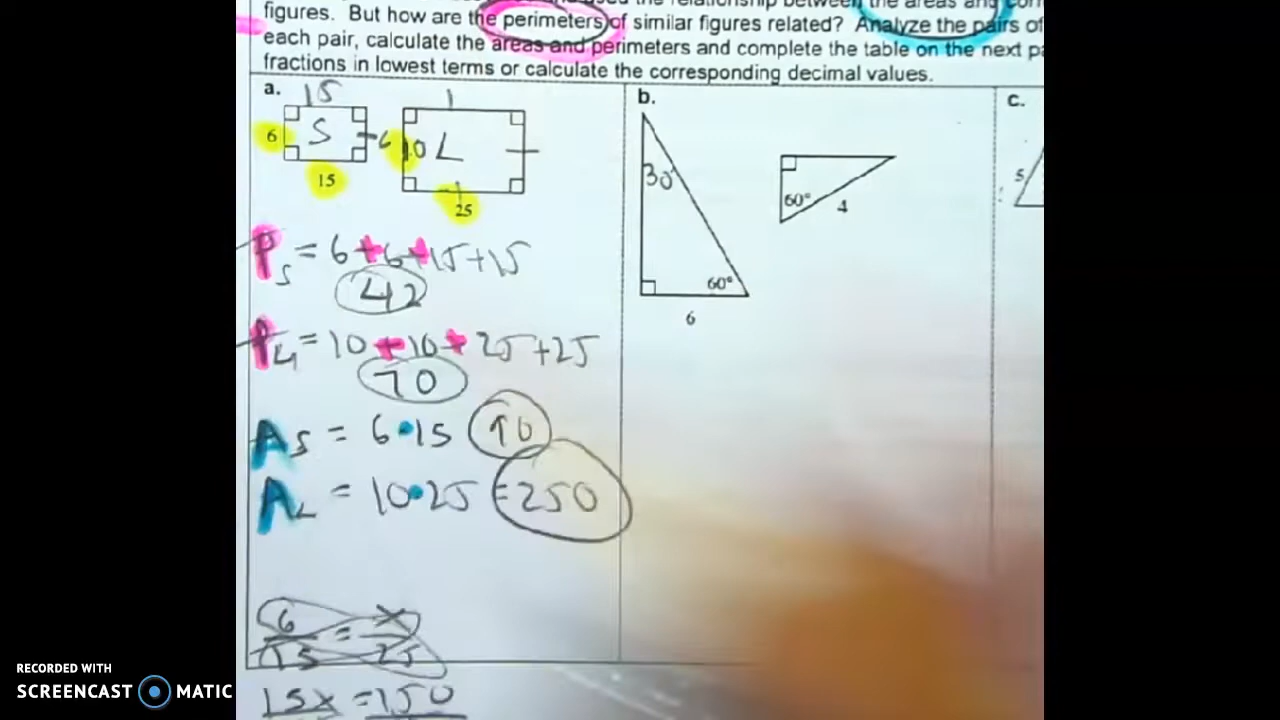 figures. But how are the perimeters of similar figures related? Analyze the pairs of
each pair, calculate the areas and perimeters and complete the table on the next
fractions in lowest terms or calculate the corresponding decimal values.
a.
15
6
S
6
10
L
15
25
P_S = 6+6+15+15
42
P_L = 10+10+25+25
70
A_S = 6•15 90
A_L = 10•25 =250
6/15 = x/25
15x = 150
b.
30°
60°
6
60°
4
c.
5
RECORDED WITH
SCREENCAST MATIC